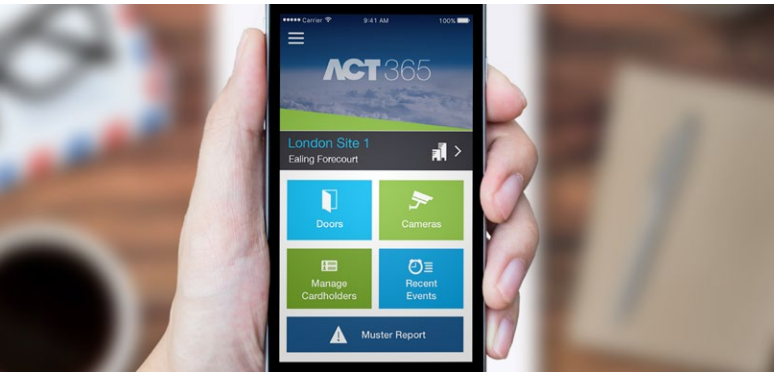 Carrier 9:41 AM 100%
ACT365
London Site 1
Ealing Forecourt
Doors
Cameras
Manage
Cardholders
Recent
Events
Muster Report